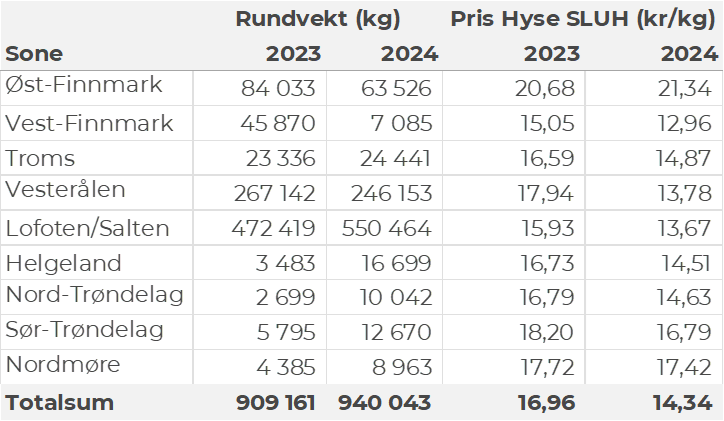 Rundvekt (kg) Pris Hyse SLUH (kr/kg)
Sone 2023 2024 2023 2024
Øst-Finnmark 84 033 63 526 20,68 21,34
Vest-Finnmark 45 870 7 085 15,05 12,96
Troms 23 336 24 441 16,59 14,87
Vesterålen 267 142 246 153 17,94 13,78
Lofoten/Salten 472 419 550 464 15,93 13,67
Helgeland 3 483 16 699 16,73 14,51
Nord-Trøndelag 2 699 10 042 16,79 14,63
Sør-Trøndelag 5 795 12 670 18,20 16,79
Nordmøre 4 385 8 963 17,72 17,42
Totalsum 909 161 940 043 16,96 14,34